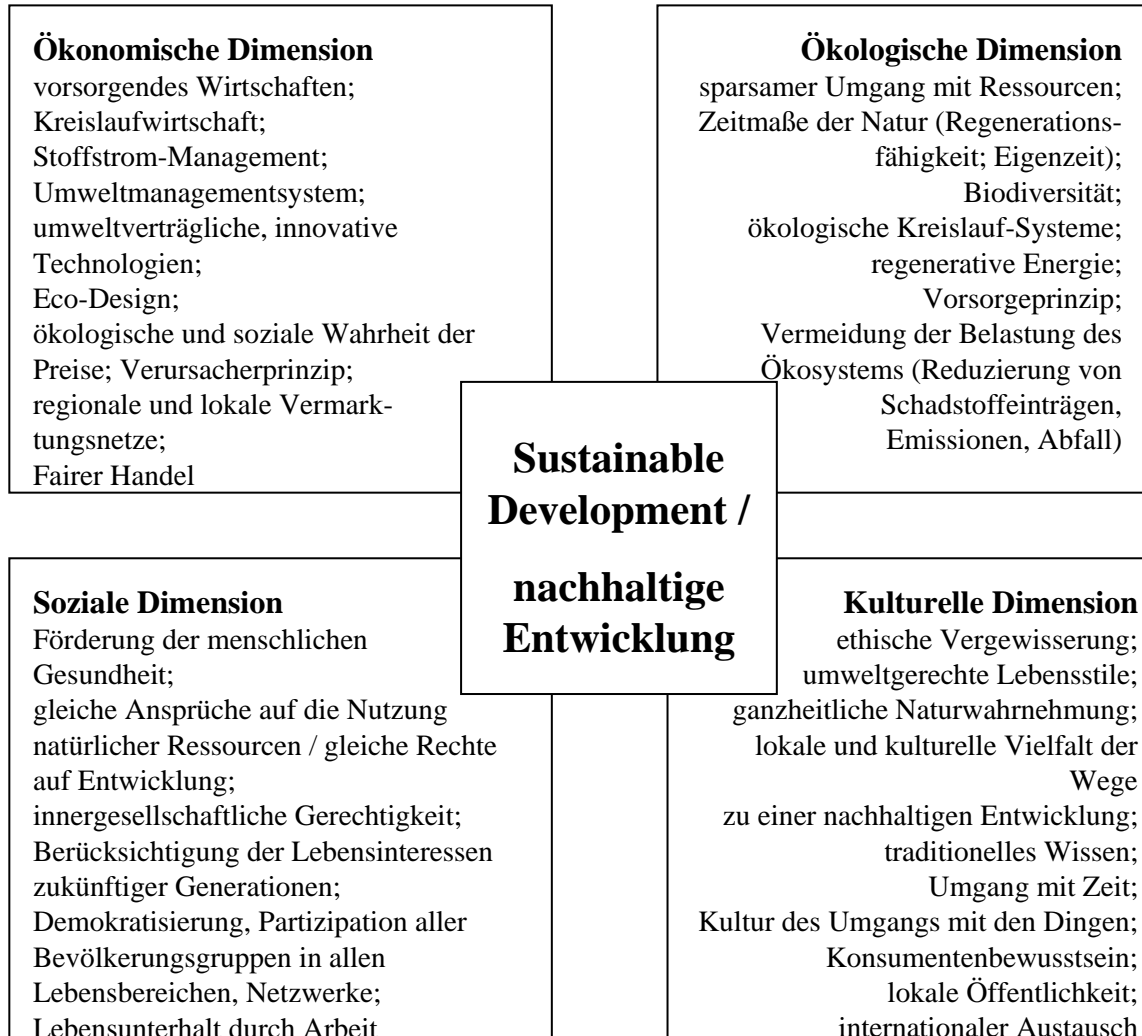 Ökonomische Dimension
vorsorgendes Wirtschaften;
Kreislaufwirtschaft;
Stoffstrom-Management;
Umweltmanagementsystem;
umweltverträgliche, innovative
Technologien;
Eco-Design;
ökologische und soziale Wahrheit der
Preise; Verursacherprinzip;
regionale und lokale Vermark-
tungsnetze;
Fairer Handel
Ökologische Dimension
sparsamer Umgang mit Ressourcen;
Zeitmaße der Natur (Regenerations-
fähigkeit; Eigenzeit);
Biodiversität;
ökologische Kreislauf-Systeme;
regenerative Energie;
Vorsorgeprinzip;
Vermeidung der Belastung des
Ökosystems (Reduzierung von
Schadstoffeinträgen,
Emissionen, Abfall)
Sustainable
Development /
nachhaltige
Entwicklung
Soziale Dimension
Förderung der menschlichen
Gesundheit;
gleiche Ansprüche auf die Nutzung
natürlicher Ressourcen / gleiche Rechte
auf Entwicklung;
innergesellschaftliche Gerechtigkeit;
Berücksichtigung der Lebensinteressen
zukünftiger Generationen;
Demokratisierung, Partizipation aller
Bevölkerungsgruppen in allen
Lebensbereichen, Netzwerke;
Lebensunterhalt durch Arbeit
Kulturelle Dimension
ethische Vergewisserung;
umweltgerechte Lebensstile;
ganzheitliche Naturwahrnehmung;
lokale und kulturelle Vielfalt der
Wege
zu einer nachhaltigen Entwicklung;
traditionelles Wissen;
Umgang mit Zeit;
Kultur des Umgangs mit den Dingen;
Konsumentenbewusstsein;
lokale Öffentlichkeit;
internationaler Austausch